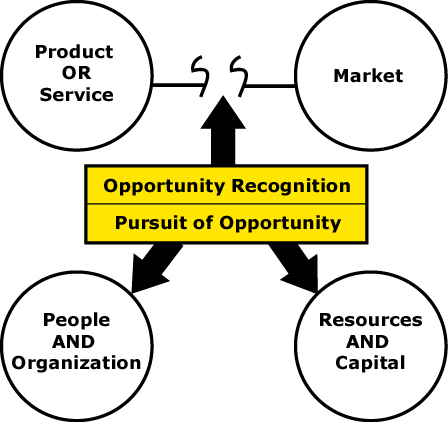 Product
OR
Service
Market
Opportunity Recognition
Pursuit of Opportunity
People
AND
Organization
Resources
AND
Capital